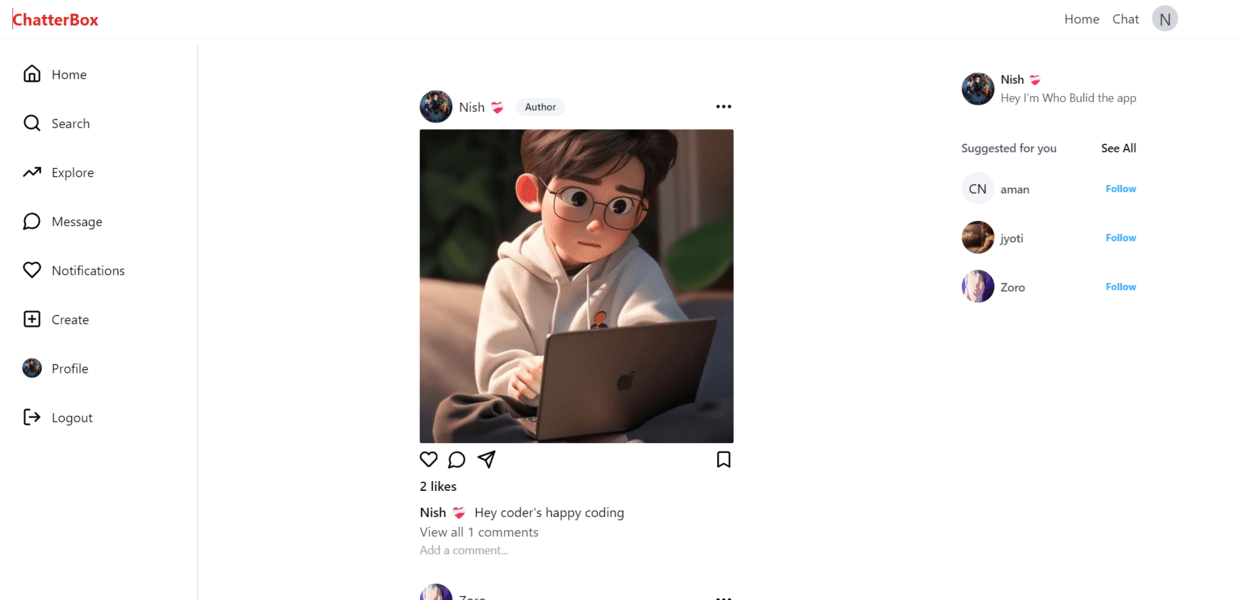 ChatterBox
Home Chat N
Home
Search
Explore
Message
Notifications
Create
Profile
Logout
Nish ❤️‍🩹 Author
2 likes
Nish ❤️‍🩹 Hey coder's happy coding
View all 1 comments
Add a comment...
Zoro
Nish ❤️‍🩹
Hey I'm Who Bulid the app
Suggested for you See All
CN aman Follow
jyoti Follow
Zoro Follow